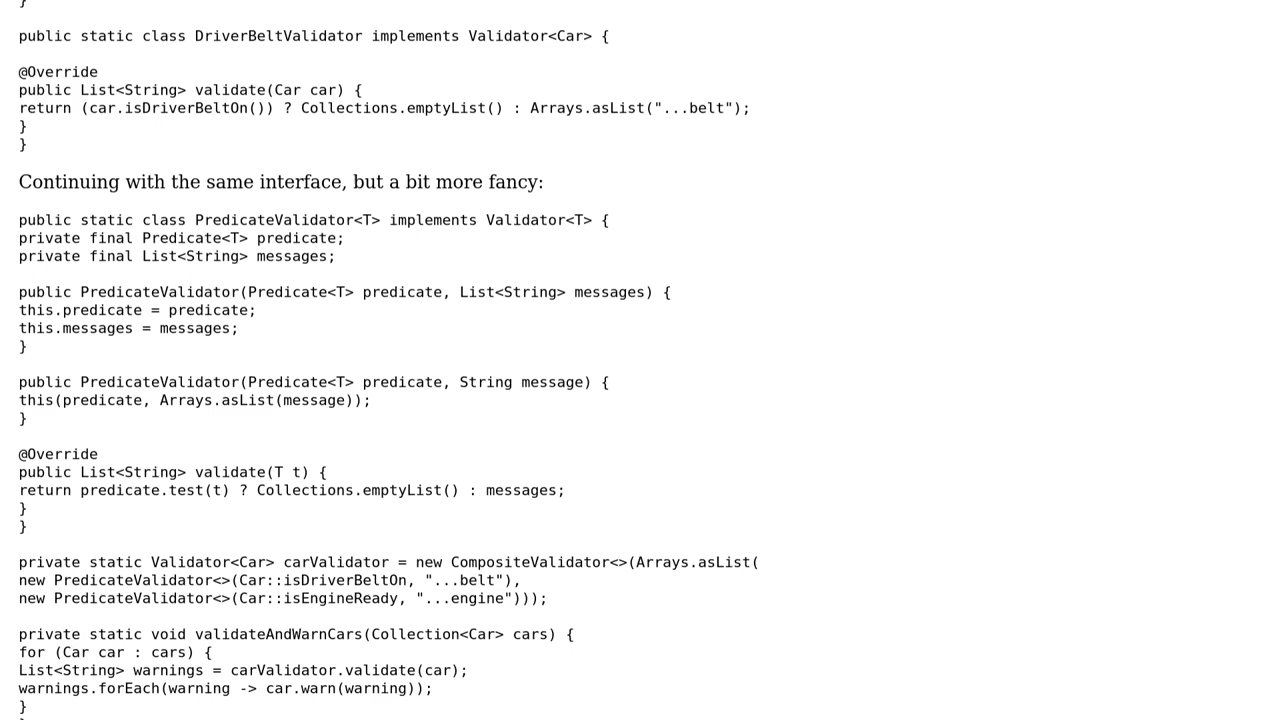 }
public static class DriverBeltValidator implements Validator<Car> {
@Override
public List<String> validate(Car car) {
return (car.isDriverBeltOn()) ? Collections.emptyList() : Arrays.asList("...belt");
}
}
Continuing with the same interface, but a bit more fancy:
public static class PredicateValidator<T> implements Validator<T> {
private final Predicate<T> predicate;
private final List<String> messages;
public PredicateValidator(Predicate<T> predicate, List<String> messages) {
this.predicate = predicate;
this.messages = messages;
}
public PredicateValidator(Predicate<T> predicate, String message) {
this(predicate, Arrays.asList(message));
}
@Override
public List<String> validate(T t) {
return predicate.test(t) ? Collections.emptyList() : messages;
}
}
private static Validator<Car> carValidator = new CompositeValidator<>(Arrays.asList(
new PredicateValidator<>(Car::isDriverBeltOn, "...belt"),
new PredicateValidator<>(Car::isEngineReady, "...engine")));
private static void validateAndWarnCars(Collection<Car> cars) {
for (Car car : cars) {
List<String> warnings = carValidator.validate(car);
warnings.forEach(warning -> car.warn(warning));
}